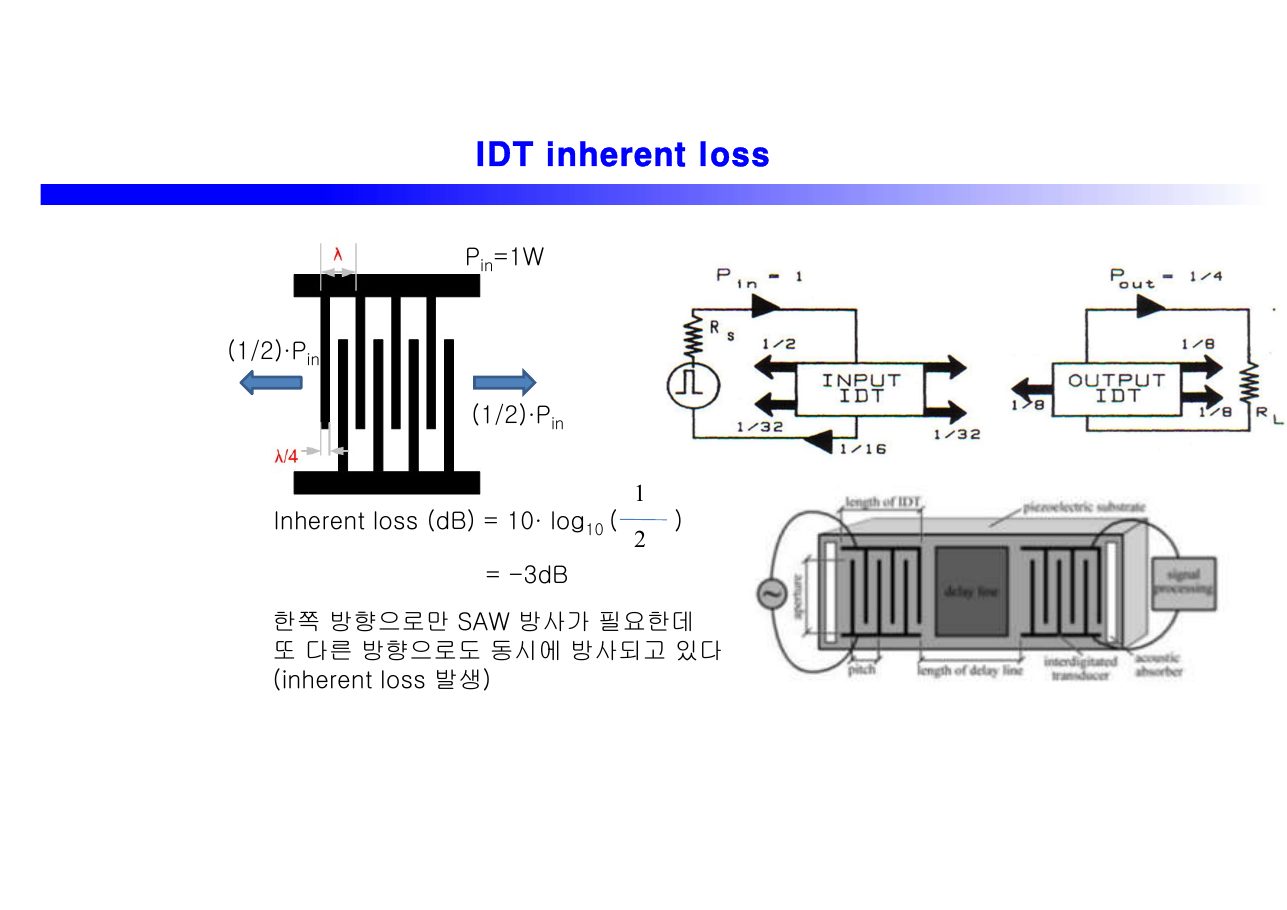 IDT inherent loss
λ
Pin=1W
(1/2)·Pin
(1/2)·Pin
λ/4
Inherent loss (dB) = 10· log10 ( 1/2 )
= −3dB
한쪽 방향으로만 SAW 방사가 필요한데
또 다른 방향으로도 동시에 방사되고 있다
(inherent loss 발생)
Pin = 1
Rs
1/2
INPUT
IDT
1/32
1/32
1/16
Pout = 1/4
1/8
OUTPUT
IDT
1/8
1/8
RL
length of IDT
piezoelectric substrate
aperture
delay line
signal
processing
pitch
length of delay line
interdigitated
transducer
acoustic
absorber